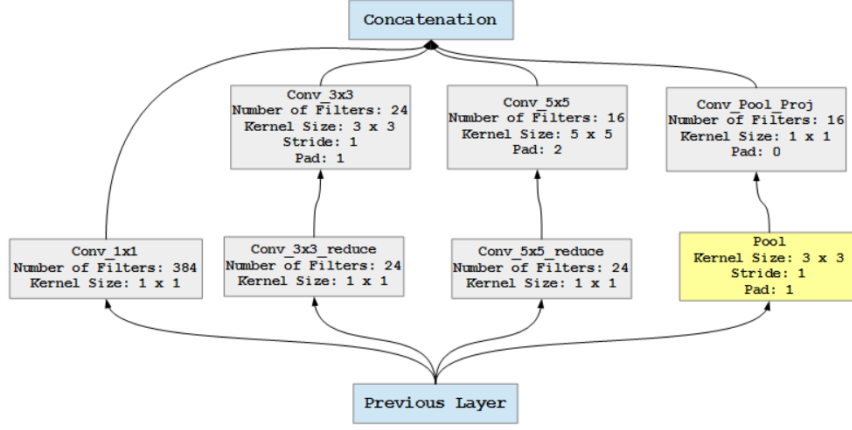 Concatenation
Conv_3x3
Number of Filters: 24
Kernel Size: 3 x 3
Stride: 1
Pad: 1
Conv_5x5
Number of Filters: 16
Kernel Size: 5 x 5
Pad: 2
Conv_Pool_Proj
Number of Filters: 16
Kernel Size: 1 x 1
Pad: 0
Conv_1x1
Number of Filters: 384
Kernel Size: 1 x 1
Conv_3x3_reduce
Number of Filters: 24
Kernel Size: 1 x 1
Conv_5x5_reduce
Number of Filters: 24
Kernel Size: 1 x 1
Pool
Kernel Size: 3 x 3
Stride: 1
Pad: 1
Previous Layer